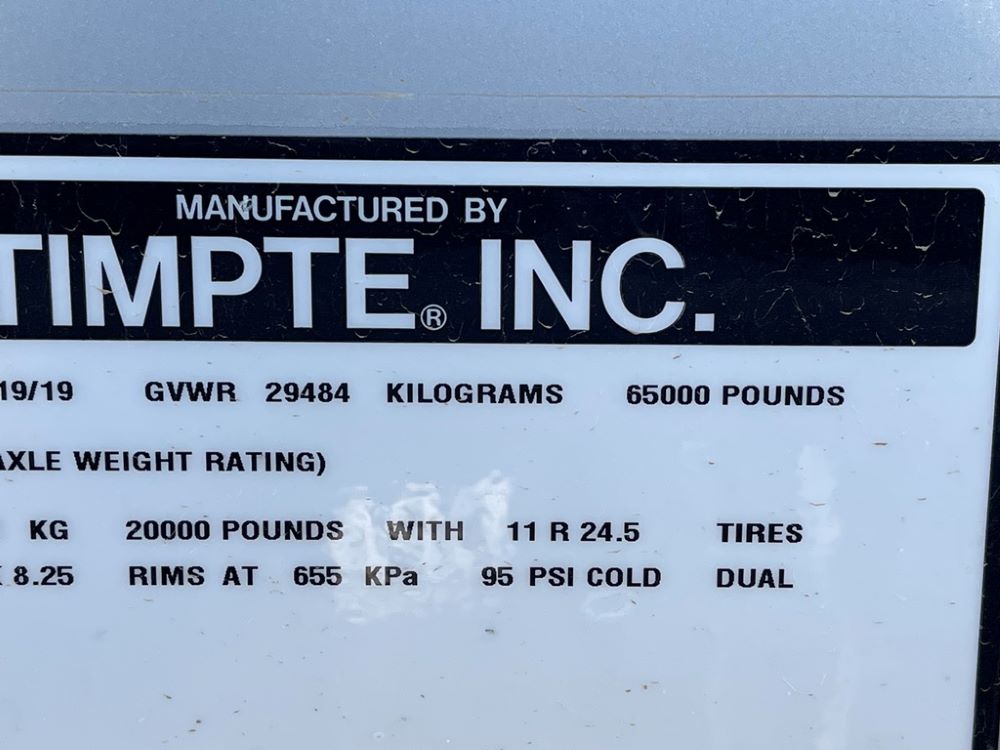 MANUFACTURED BY
TIMPTE® INC.
19/19 GVWR 29484 KILOGRAMS 65000 POUNDS
AXLE WEIGHT RATING)
KG 20000 POUNDS WITH 11 R 24.5 TIRES
8.25 RIMS AT 655 KPa 95 PSI COLD DUAL